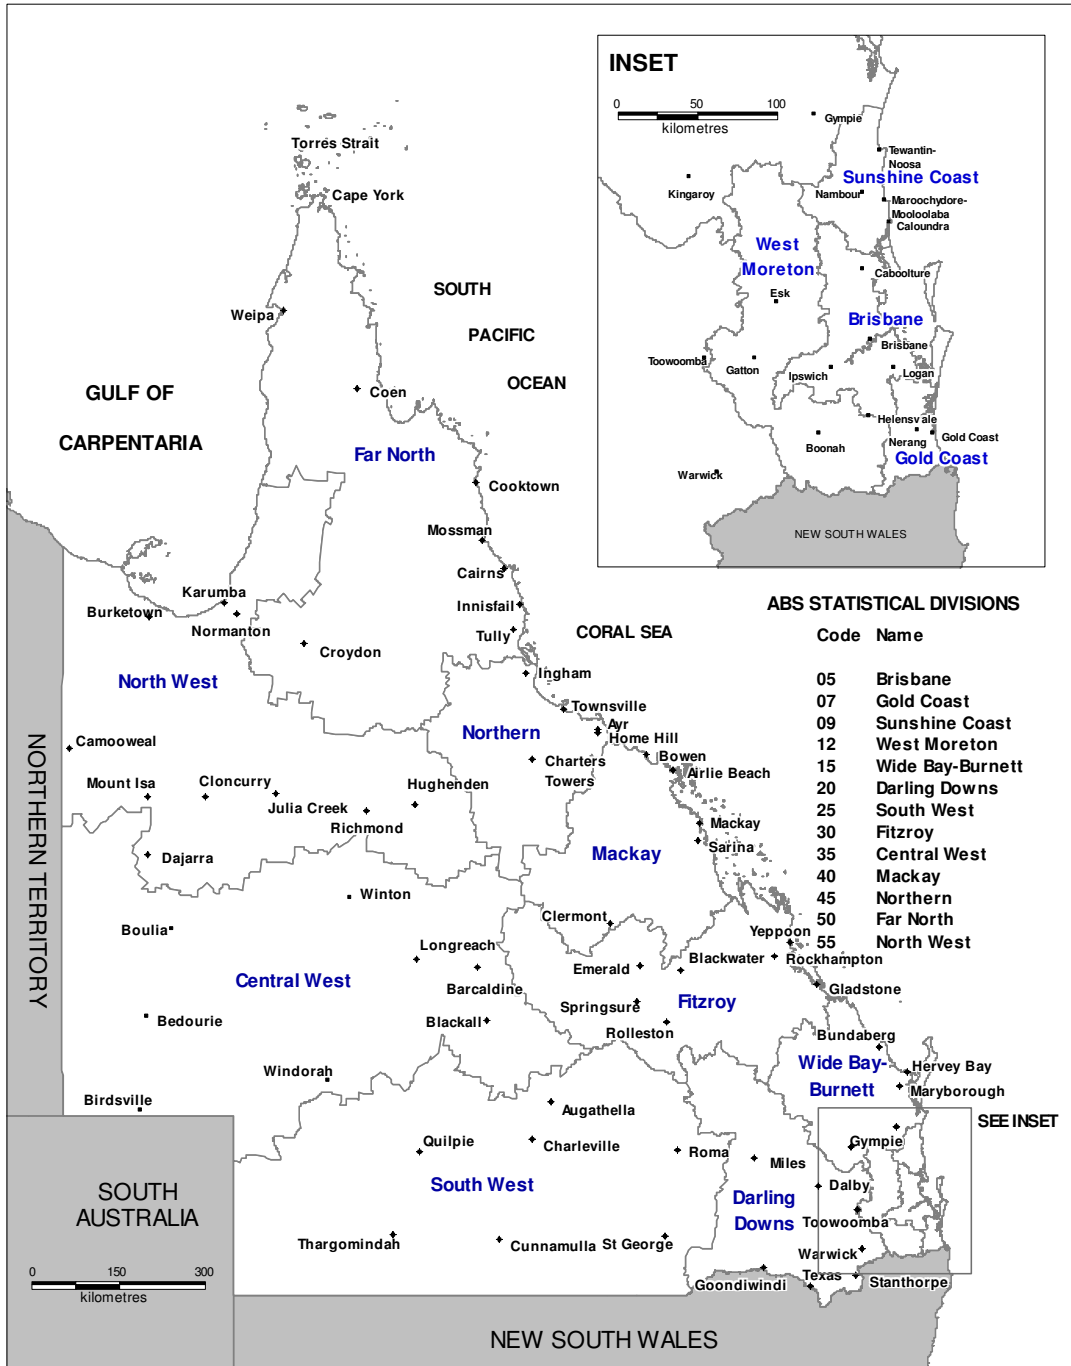 INSET
0 50 100
kilometres
Gympie
Tewantin-
Noosa
Sunshine Coast
Kingaroy
Nambour
Maroochydore-
Mooloolaba
Caloundra
West
Moreton
Caboolture
Esk
Brisbane
Brisbane
Toowoomba
Gatton
Ipswich
Logan
Helensvale
Boonah
Nerang
Gold Coast
Gold Coast
Warwick
NEW SOUTH WALES
Torres Strait
Cape York
SOUTH
PACIFIC
OCEAN
Weipa
Coen
GULF OF
CARPENTARIA
Far North
Cooktown
Mossman
Cairns
Karumba
Burketown
Normanton
Innisfail
Tully
Croydon
CORAL SEA
Ingham
North West
Townsville
Northern
Ayr
Home Hill
Camooweal
Charters
Towers
Bowen
Airlie Beach
Mount Isa
Cloncurry
Julia Creek
Richmond
Hughenden
Mackay
Sarina
Dajarra
Mackay
Winton
Boulia
Clermont
Yeppoon
Longreach
Emerald
Blackwater
Rockhampton
Central West
Barcaldine
Gladstone
Springsure
Fitzroy
Bedourie
Blackall
Rolleston
Bundaberg
Wide Bay-
Burnett
Hervey Bay
Maryborough
Windorah
Birdsville
Augathella
SEE INSET
Quilpie
Charleville
Roma
Gympie
Miles
South West
Darling
Downs
Dalby
Toowoomba
Thargomindah
Cunnamulla
St George
Warwick
Goondiwindi
Texas
Stanthorpe
NORTHERN TERRITORY
SOUTH
AUSTRALIA
0 150 300
kilometres
NEW SOUTH WALES
ABS STATISTICAL DIVISIONS
Code Name
05 Brisbane
07 Gold Coast
09 Sunshine Coast
12 West Moreton
15 Wide Bay-Burnett
20 Darling Downs
25 South West
30 Fitzroy
35 Central West
40 Mackay
45 Northern
50 Far North
55 North West